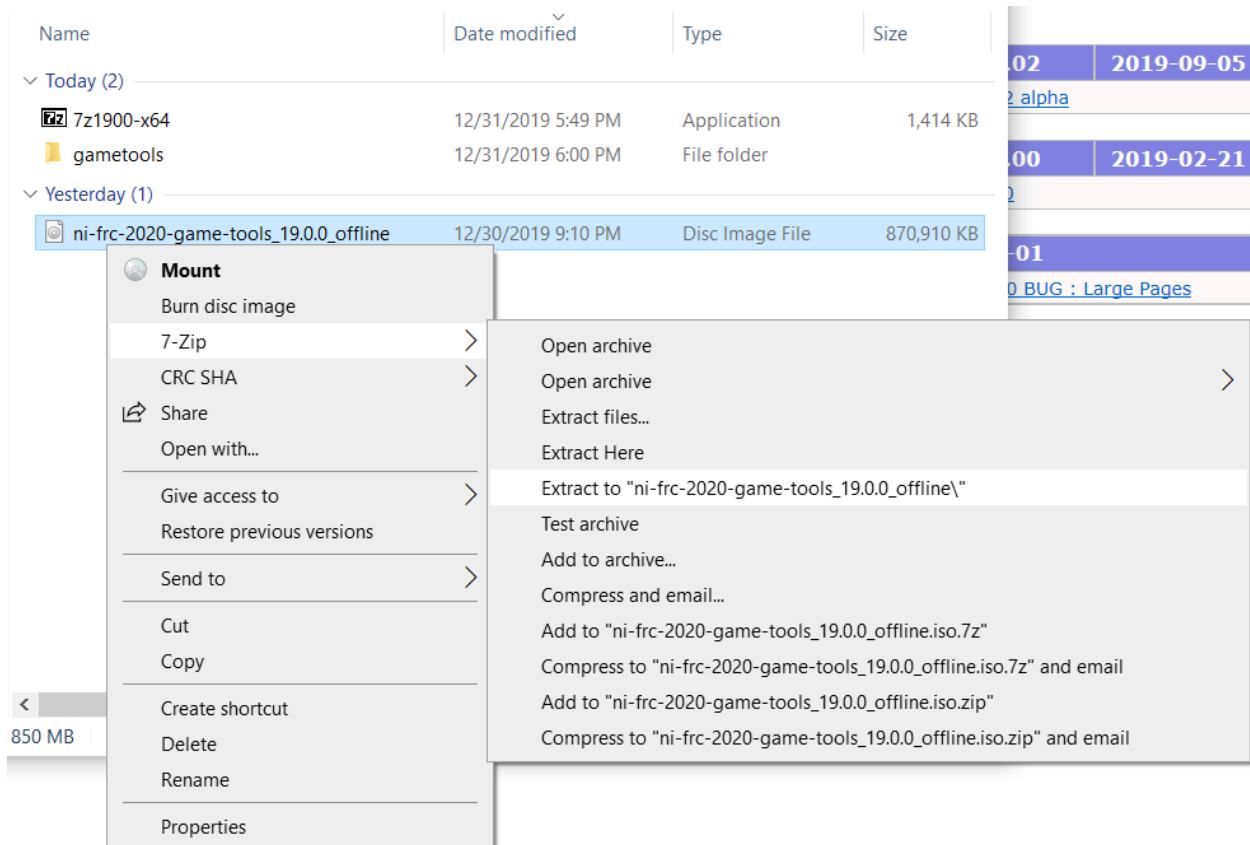 Name Date modified Type Size
Today (2)
7z1900-x64 12/31/2019 5:49 PM Application 1,414 KB
gametools 12/31/2019 6:00 PM File folder
Yesterday (1)
ni-frc-2020-game-tools_19.0.0_offline 12/30/2019 9:10 PM Disc Image File 870,910 KB
.02 2019-09-05
2 alpha
.00 2019-02-21
-01
0 BUG : Large Pages
Mount
Burn disc image
7-Zip
CRC SHA
Share
Open with...
Give access to
Restore previous versions
Send to
Cut
Copy
Create shortcut
Delete
Rename
Properties
Open archive
Open archive
Extract files...
Extract Here
Extract to "ni-frc-2020-game-tools_19.0.0_offline\"
Test archive
Add to archive...
Compress and email...
Add to "ni-frc-2020-game-tools_19.0.0_offline.iso.7z"
Compress to "ni-frc-2020-game-tools_19.0.0_offline.iso.7z" and email
Add to "ni-frc-2020-game-tools_19.0.0_offline.iso.zip"
Compress to "ni-frc-2020-game-tools_19.0.0_offline.iso.zip" and email
850 MB